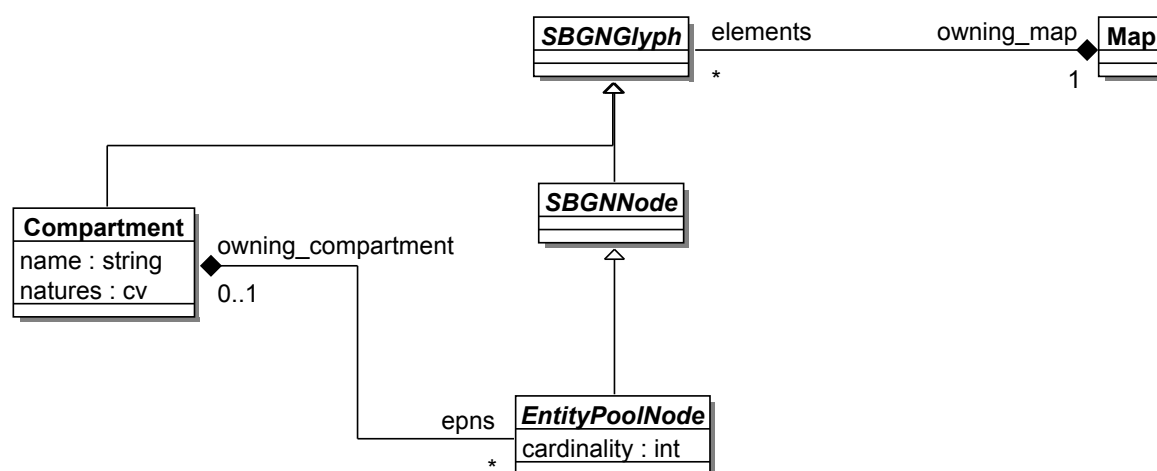 SBGNGlyph
elements
owning_map
Map
*
1
SBGNNode
Compartment
name : string
natures : cv
owning_compartment
0..1
EntityPoolNode
cardinality : int
epns
*